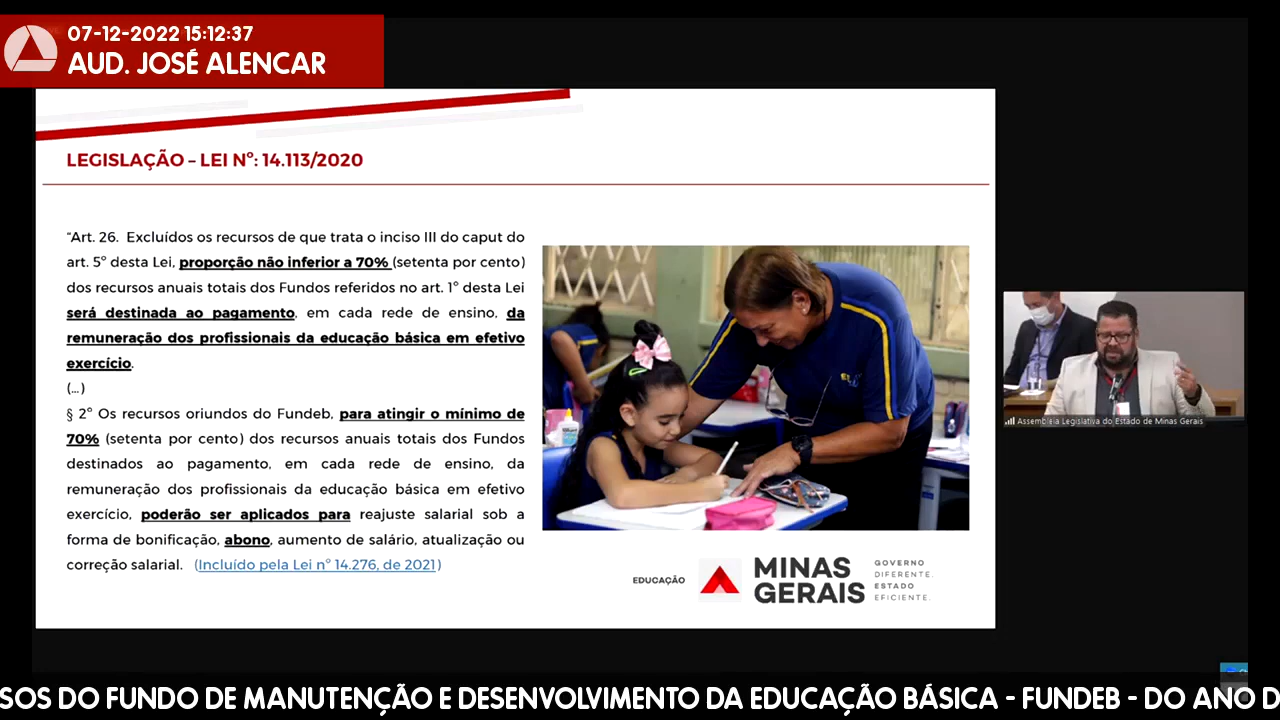 07-12-2022 15:12:37
AUD. JOSÉ ALENCAR
LEGISLAÇÃO – LEI Nº: 14.113/2020
“Art. 26. Excluídos os recursos de que trata o inciso III do caput do
art. 5º desta Lei, proporção não inferior a 70% (setenta por cento)
dos recursos anuais totais dos Fundos referidos no art. 1º desta Lei
será destinada ao pagamento, em cada rede de ensino, da
remuneração dos profissionais da educação básica em efetivo
exercício.
(...)
§ 2º Os recursos oriundos do Fundeb, para atingir o mínimo de
70% (setenta por cento) dos recursos anuais totais dos Fundos
destinados ao pagamento, em cada rede de ensino, da
remuneração dos profissionais da educação básica em efetivo
exercício, poderão ser aplicados para reajuste salarial sob a
forma de bonificação, abono, aumento de salário, atualização ou
correção salarial. (Incluído pela Lei nº 14.276, de 2021)
EDUCAÇÃO
MINAS
GERAIS
GOVERNO
DIFERENTE.
ESTADO
EFICIENTE.
Assembleia Legislativa do Estado de Minas Gerais
SOS DO FUNDO DE MANUTENÇÃO E DESENVOLVIMENTO DA EDUCAÇÃO BÁSICA - FUNDEB - DO ANO D